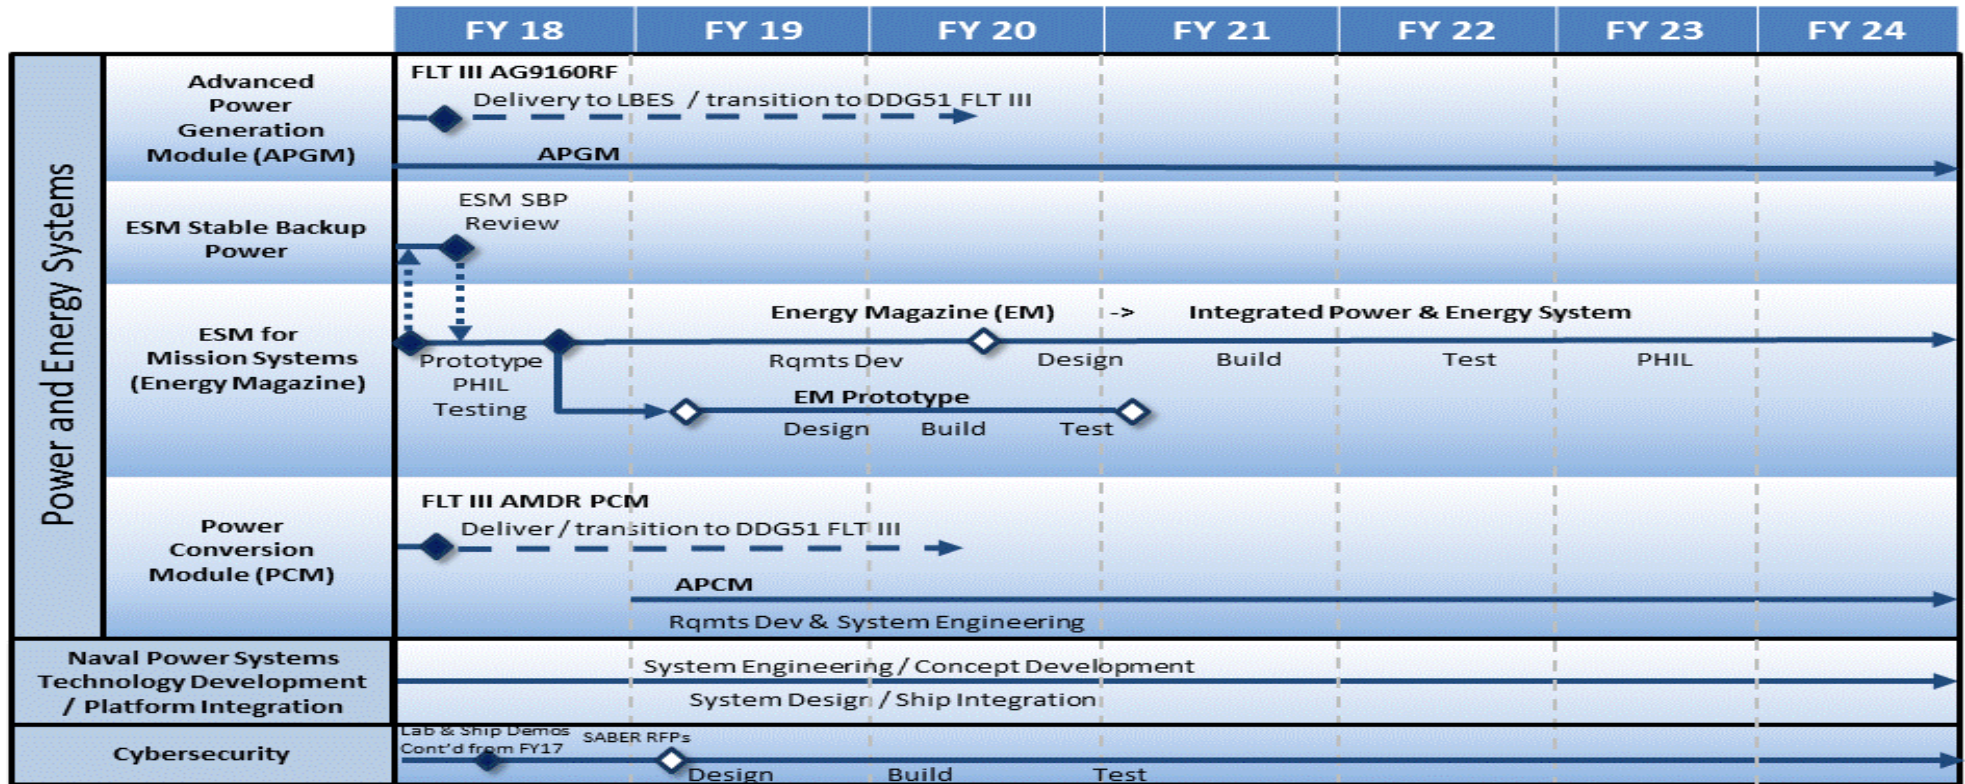 FY 18 FY 19 FY 20 FY 21 FY 22 FY 23 FY 24
Power and Energy Systems
Advanced
Power
Generation
Module (APGM)
FLT III AG9160RF
Delivery to LBES / transition to DDG51 FLT III
APGM
ESM Stable Backup
Power
ESM SBP
Review
ESM for
Mission Systems
(Energy Magazine)
Energy Magazine (EM) -> Integrated Power & Energy System
Prototype
PHIL
Testing
Rqmts Dev Design Build Test PHIL
EM Prototype
Design Build Test
Power
Conversion
Module (PCM)
FLT III AMDR PCM
Deliver / transition to DDG51 FLT III
APCM
Rqmts Dev & System Engineering
Naval Power Systems
Technology Development
/ Platform Integration
System Engineering / Concept Development
System Design / Ship Integration
Cybersecurity
Lab & Ship Demos
Cont'd from FY17
SABER RFPs
Design Build Test